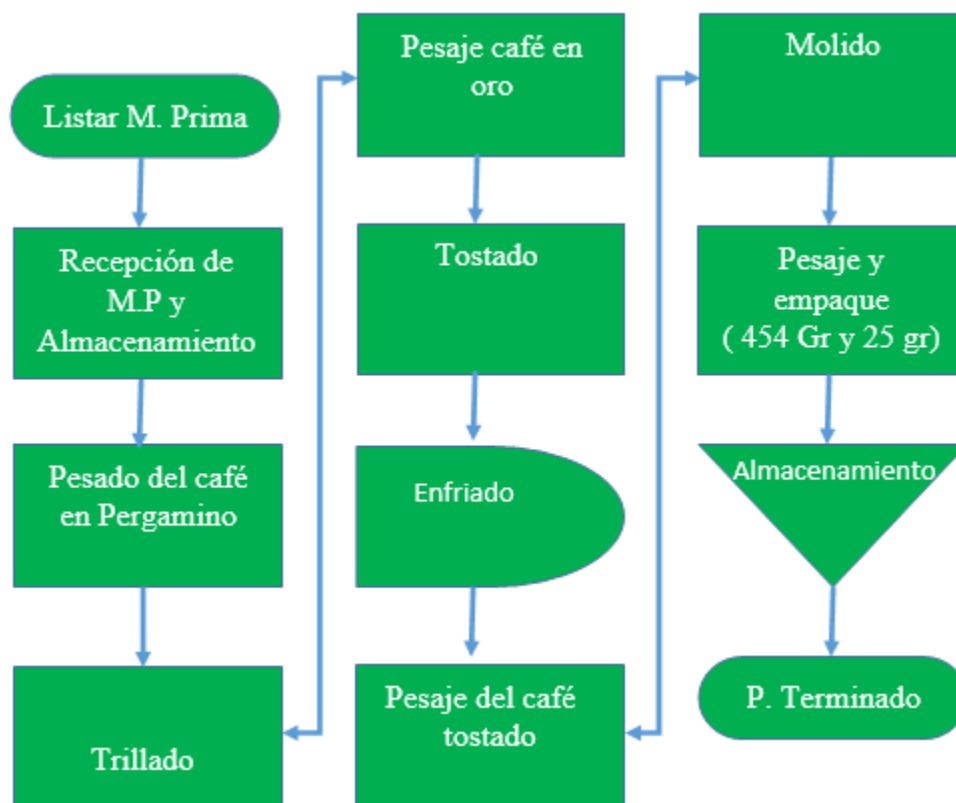 Listar M. Prima
Recepción de
M.P y
Almacenamiento
Pesado del café
en Pergamino
Trillado
Pesaje café en
oro
Tostado
Enfriado
Pesaje del café
tostado
Molido
Pesaje y
empaque
( 454 Gr y 25 gr)
Almacenamiento
P. Terminado